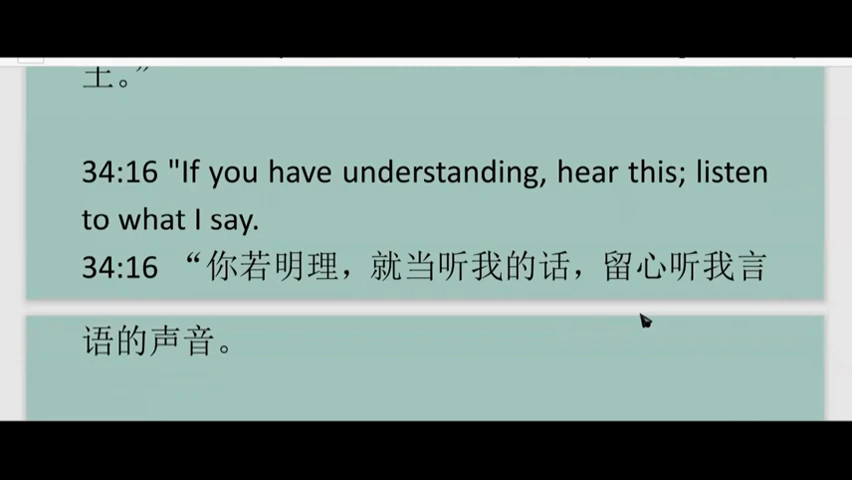 土。”
34:16 "If you have understanding, hear this; listen
to what I say.
34:16 “你若明理，就当听我的话，留心听我言
语的声音。